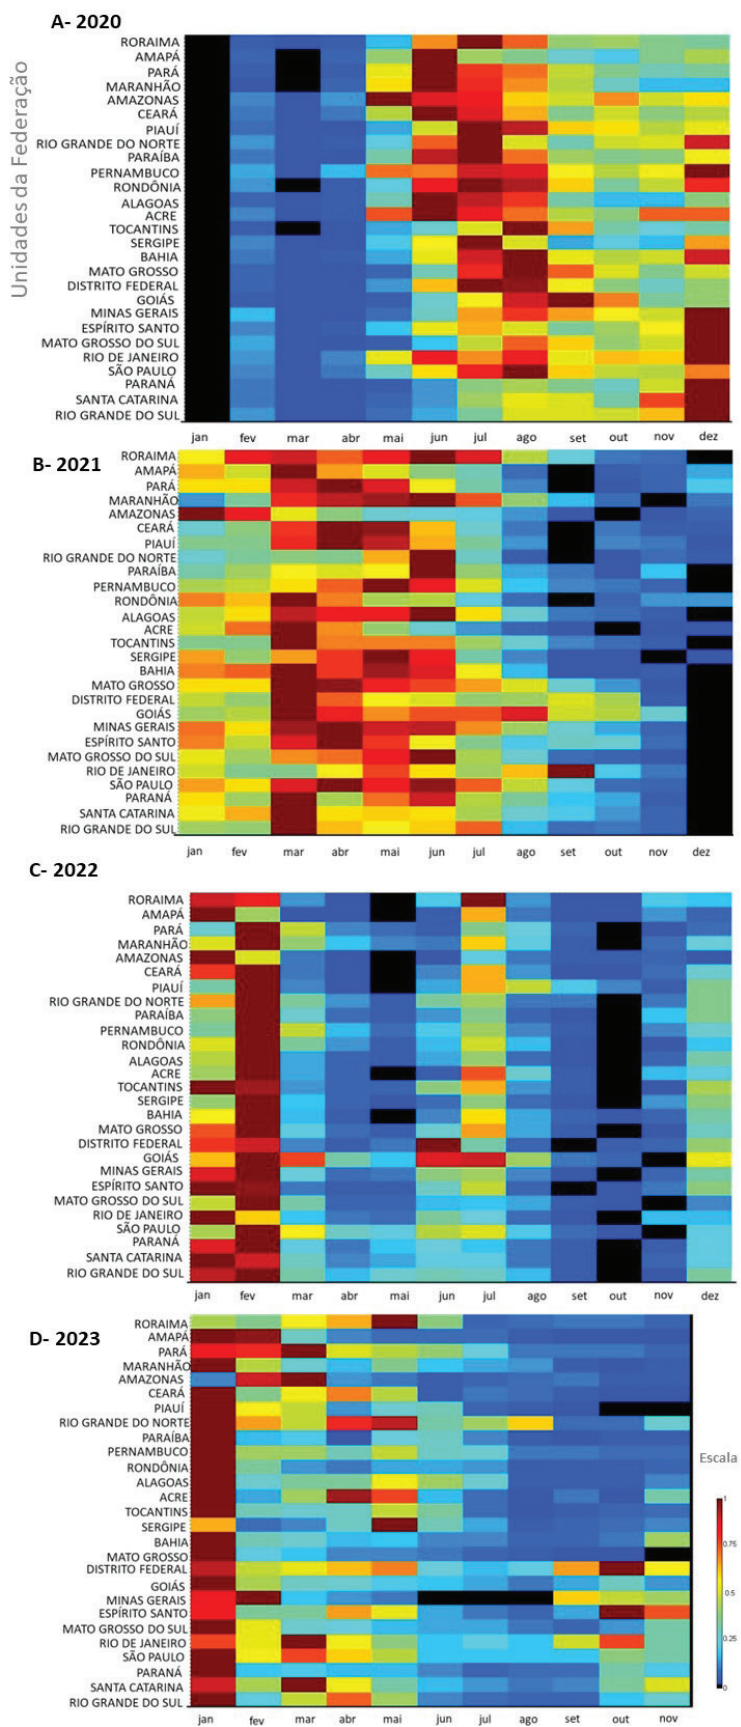 A- 2020
Unidades da Federação
RORAIMA
AMAPÁ
PARÁ
MARANHÃO
AMAZONAS
CEARÁ
PIAUÍ
RIO GRANDE DO NORTE
PARAÍBA
PERNAMBUCO
RONDÔNIA
ALAGOAS
ACRE
TOCANTINS
SERGIPE
BAHIA
MATO GROSSO
DISTRITO FEDERAL
GOIÁS
MINAS GERAIS
ESPÍRITO SANTO
MATO GROSSO DO SUL
RIO DE JANEIRO
SÃO PAULO
PARANÁ
SANTA CATARINA
RIO GRANDE DO SUL
jan fev mar abr mai jun jul ago set out nov dez
B- 2021
RORAIMA
AMAPÁ
PARÁ
MARANHÃO
AMAZONAS
CEARÁ
PIAUÍ
RIO GRANDE DO NORTE
PARAÍBA
PERNAMBUCO
RONDÔNIA
ALAGOAS
ACRE
TOCANTINS
SERGIPE
BAHIA
MATO GROSSO
DISTRITO FEDERAL
GOIÁS
MINAS GERAIS
ESPÍRITO SANTO
MATO GROSSO DO SUL
RIO DE JANEIRO
SÃO PAULO
PARANÁ
SANTA CATARINA
RIO GRANDE DO SUL
jan fev mar abr mai jun jul ago set out nov dez
C- 2022
RORAIMA
AMAPÁ
PARÁ
MARANHÃO
AMAZONAS
CEARÁ
PIAUÍ
RIO GRANDE DO NORTE
PARAÍBA
PERNAMBUCO
RONDÔNIA
ALAGOAS
ACRE
TOCANTINS
SERGIPE
BAHIA
MATO GROSSO
DISTRITO FEDERAL
GOIÁS
MINAS GERAIS
ESPÍRITO SANTO
MATO GROSSO DO SUL
RIO DE JANEIRO
SÃO PAULO
PARANÁ
SANTA CATARINA
RIO GRANDE DO SUL
jan fev mar abr mai jun jul ago set out nov dez
D- 2023
RORAIMA
AMAPÁ
PARÁ
MARANHÃO
AMAZONAS
CEARÁ
PIAUÍ
RIO GRANDE DO NORTE
PARAÍBA
PERNAMBUCO
RONDÔNIA
ALAGOAS
ACRE
TOCANTINS
SERGIPE
BAHIA
MATO GROSSO
DISTRITO FEDERAL
GOIÁS
MINAS GERAIS
ESPÍRITO SANTO
MATO GROSSO DO SUL
RIO DE JANEIRO
SÃO PAULO
PARANÁ
SANTA CATARINA
RIO GRANDE DO SUL
jan fev mar abr mai jun jul ago set out nov
Escala
1
0.75
0.5
0.25
0